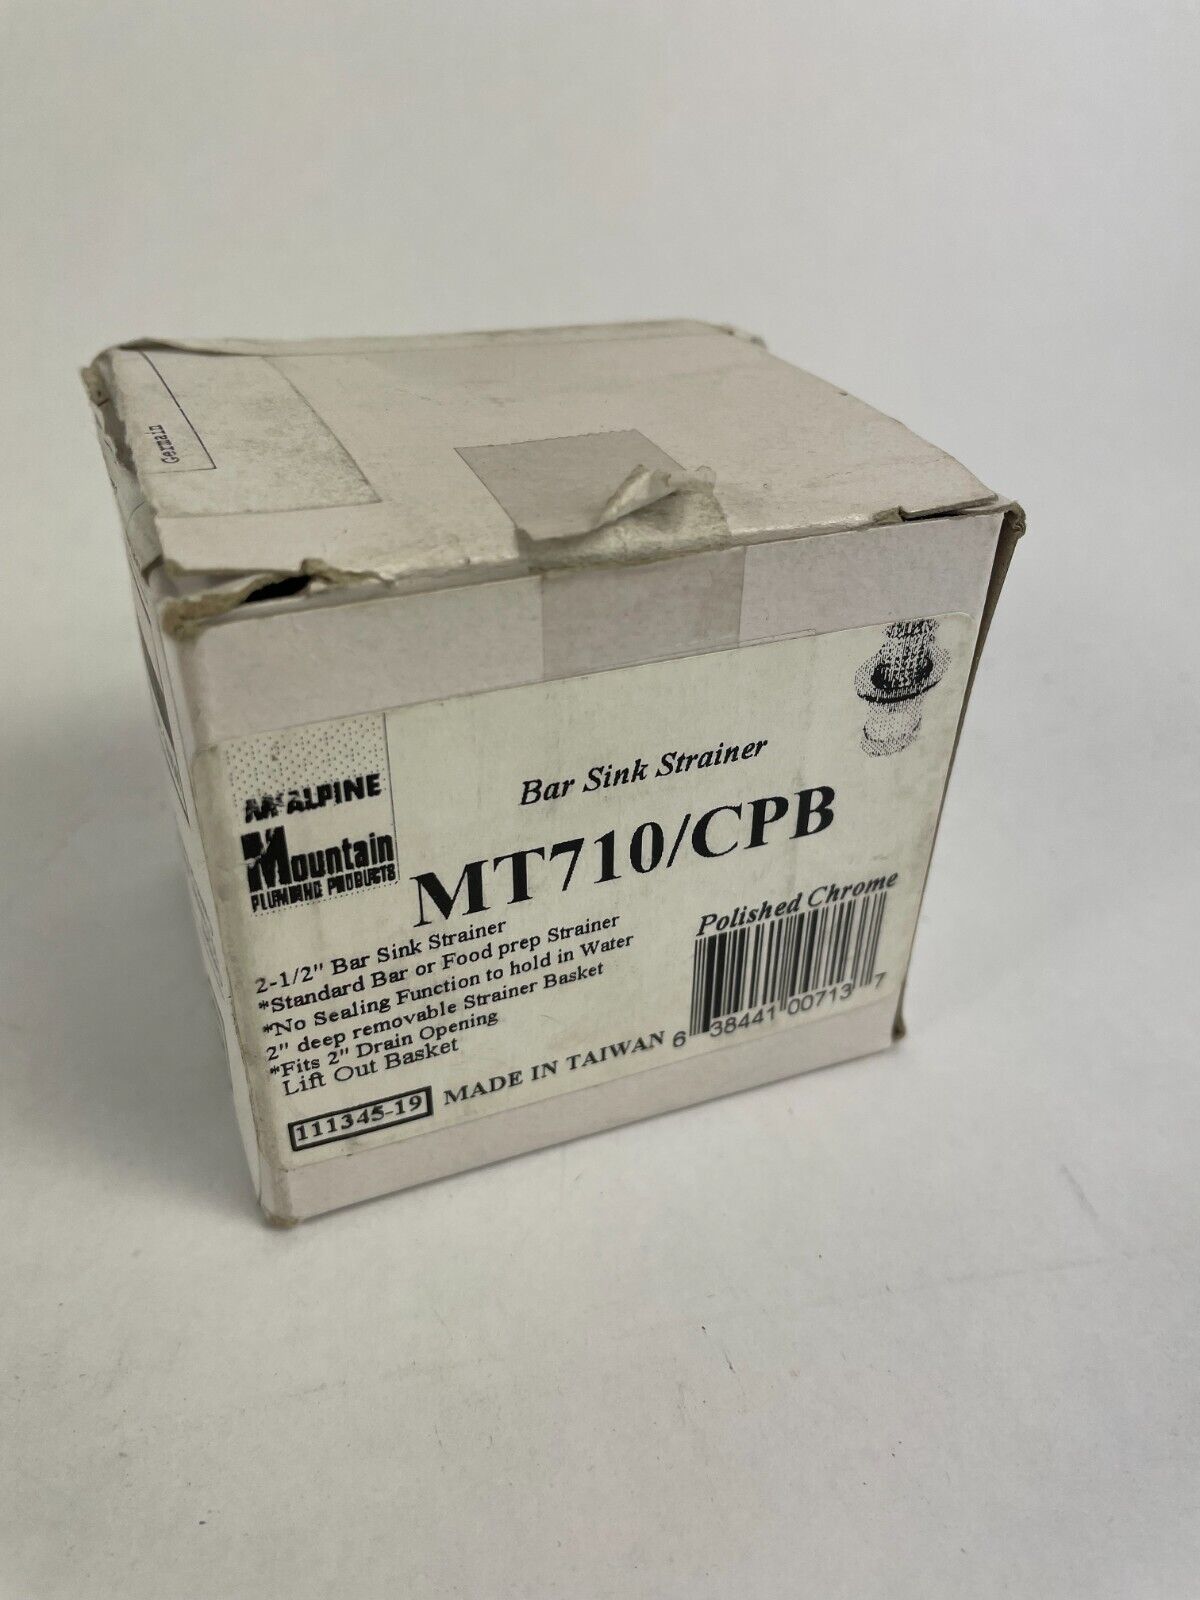 Germain
McALPINE
Mountain
PLUMBING PRODUCTS
Bar Sink Strainer
MT710/CPB
Polished Chrome
2-1/2" Bar Sink Strainer
*Standard Bar or Food prep Strainer
*No Sealing Function to hold in Water
2" deep removable Strainer Basket
*Fits 2" Drain Opening
Lift Out Basket
111345-19 MADE IN TAIWAN
6 38441 00713 7